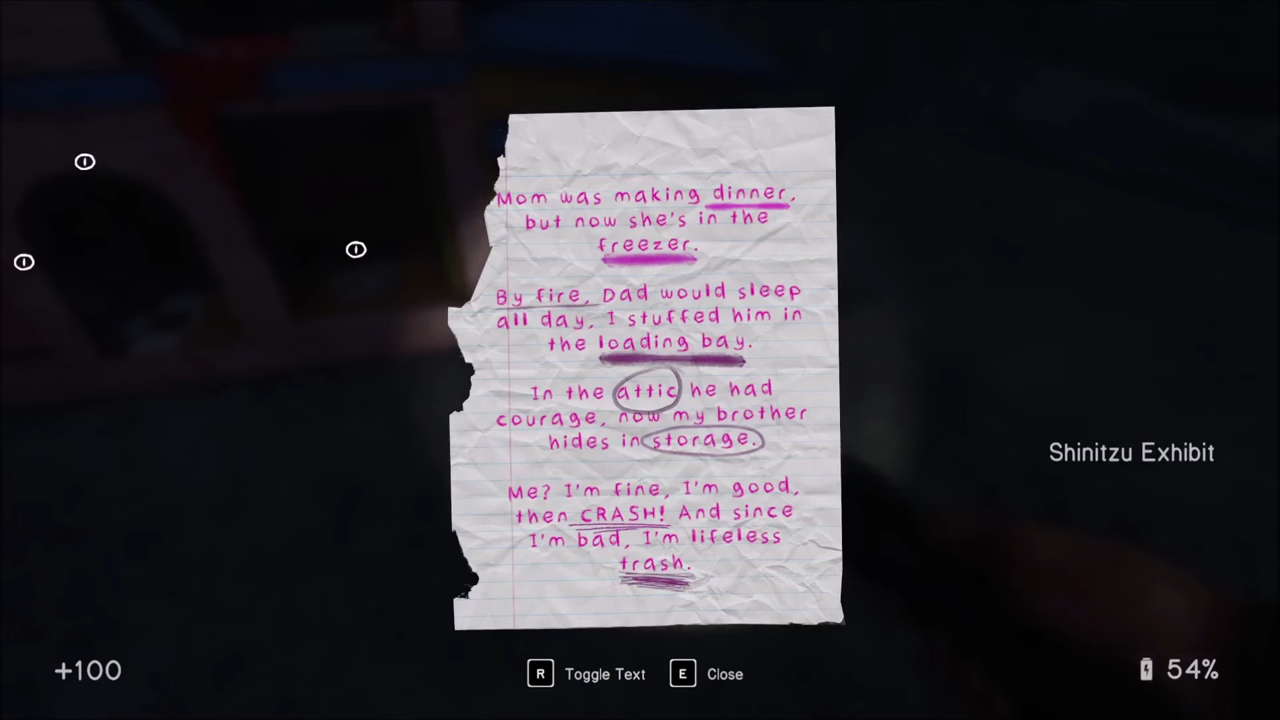 Mom was making dinner,
but now she's in the
freezer.
By fire, Dad would sleep
all day, I stuffed him in
the loading bay.
In the attic he had
courage, now my brother
hides in storage.
Me? I'm fine, I'm good,
then CRASH! And since
I'm bad, I'm lifeless
trash.
Shinitzu Exhibit
+100
R Toggle Text E Close
54%